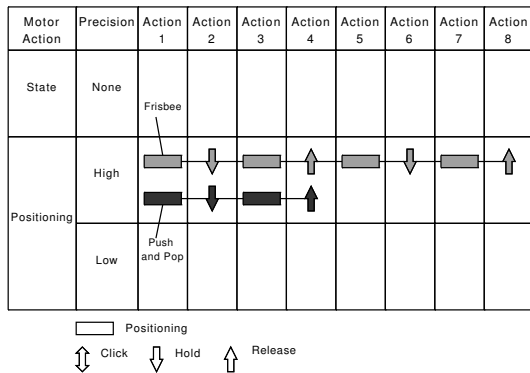 Motor Action Precision Action 1 Action 2 Action 3 Action 4 Action 5 Action 6 Action 7 Action 8
State None
Frisbee
High
Positioning
Push and Pop
Low
Positioning
Click Hold Release